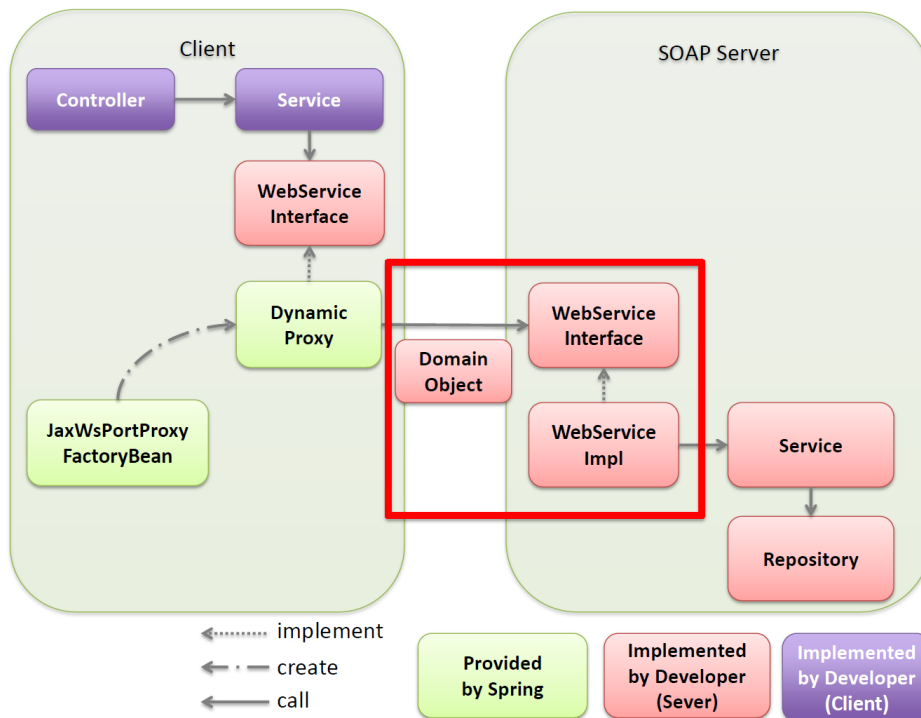 Client
SOAP Server
Controller
Service
WebService
Interface
Dynamic
Proxy
WebService
Interface
Domain
Object
JaxWsPortProxy
FactoryBean
WebService
Impl
Service
Repository
implement
create
call
Provided
by Spring
Implemented
by Developer
(Sever)
Implemented
by Developer
(Client)